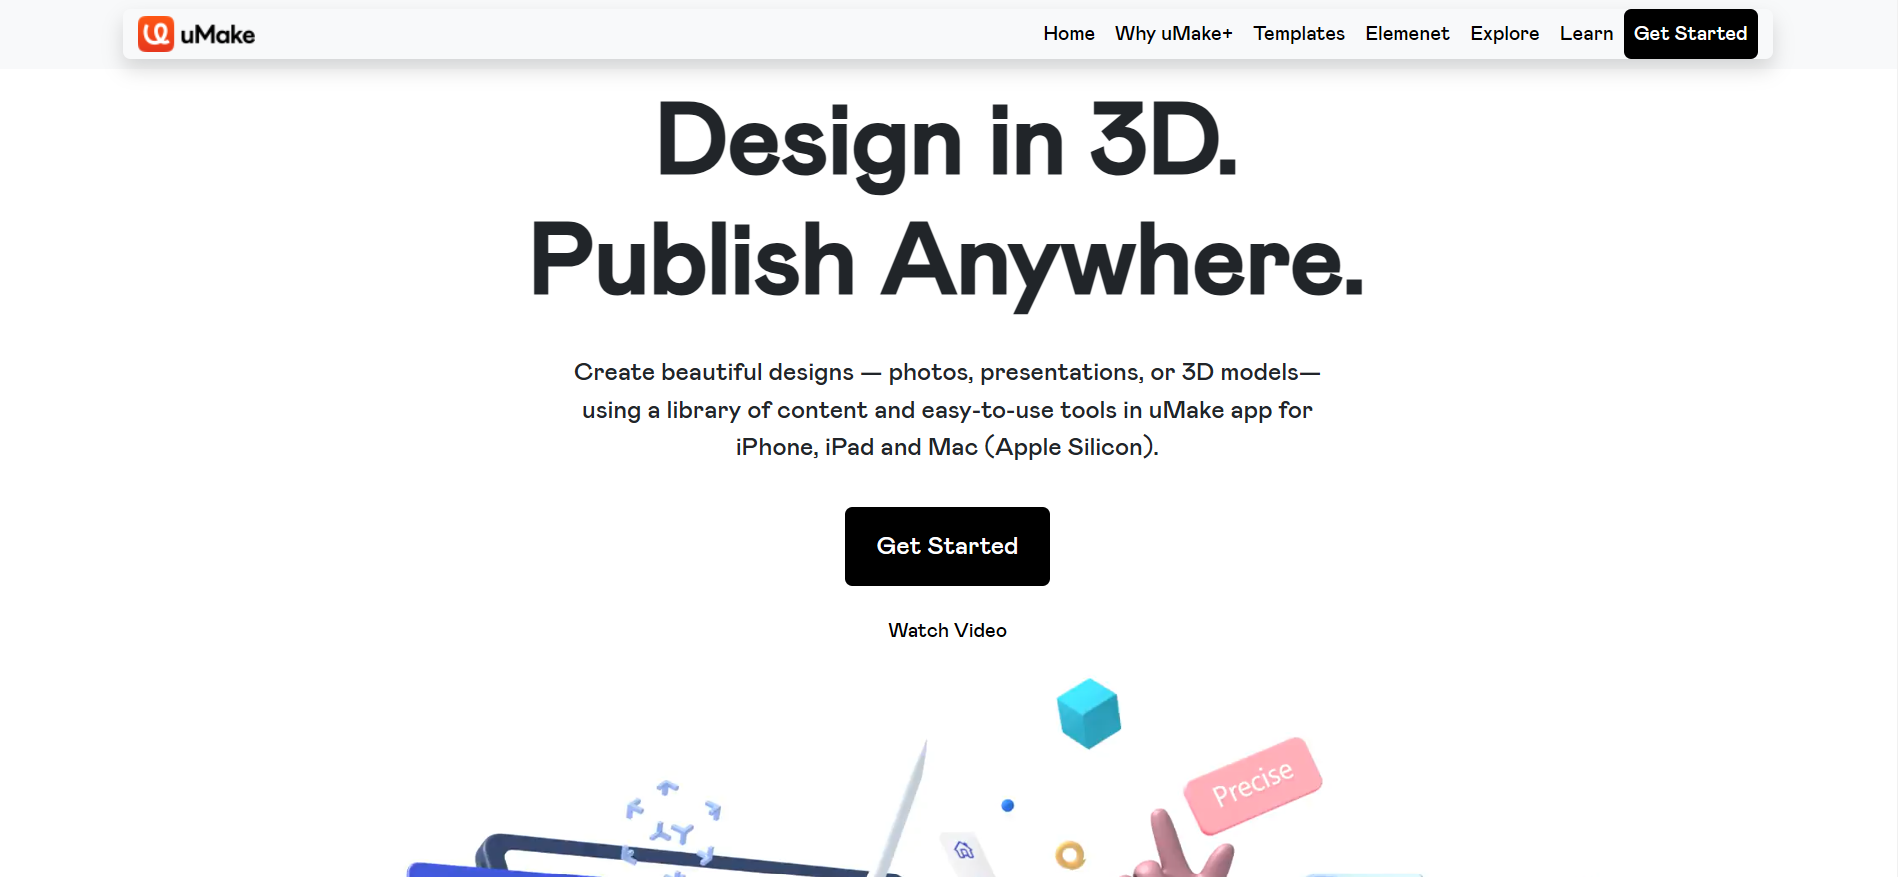 uMake
Home Why uMake+ Templates Elemenet Explore Learn Get Started
Design in 3D.
Publish Anywhere.
Create beautiful designs — photos, presentations, or 3D models—
using a library of content and easy-to-use tools in uMake app for
iPhone, iPad and Mac (Apple Silicon).
Get Started
Watch Video
Precise